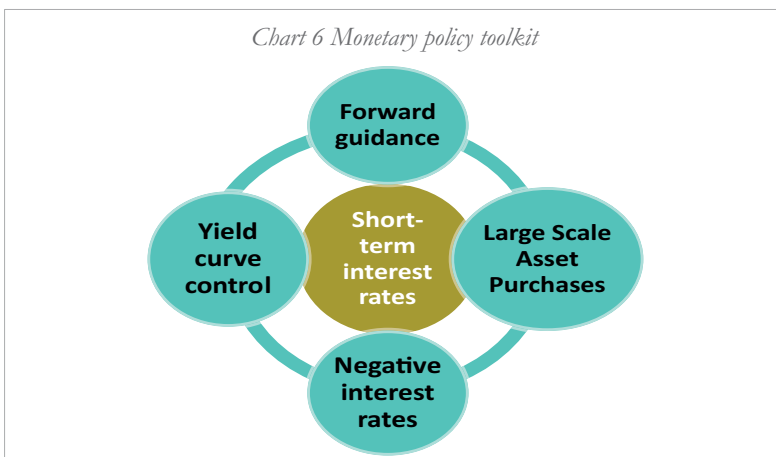 Chart 6 Monetary policy toolkit
Forward
guidance
Yield
curve
control
Short-
term
interest
rates
Large Scale
Asset
Purchases
Negative
interest
rates